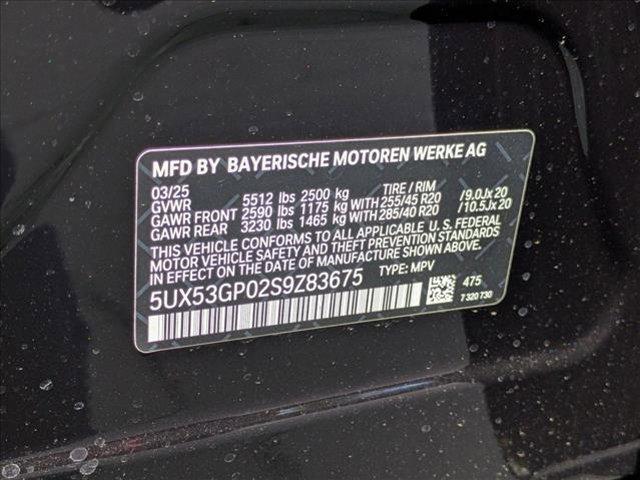 MFD BY BAYERISCHE MOTOREN WERKE AG
03/25 TIRE / RIM
GVWR 5512 lbs 2500 kg
GAWR FRONT 2590 lbs 1175 kg WITH 255/45 R20 / 9.0Jx20
GAWR REAR 3230 lbs 1465 kg WITH 285/40 R20 / 10.5Jx20
THIS VEHICLE CONFORMS TO ALL APPLICABLE U. S. FEDERAL
MOTOR VEHICLE SAFETY AND THEFT PREVENTION STANDARDS
IN EFFECT ON THE DATE OF MANUFACTURE SHOWN ABOVE.
5UX53GP02S9Z83675 TYPE: MPV
475
7 320 730